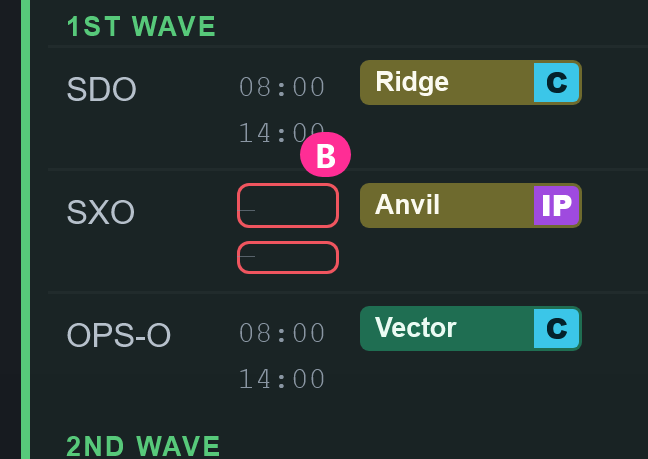 1ST WAVE
SDO 08:00 Ridge C
14:00
B
SXO — Anvil IP
—
OPS-O 08:00 Vector C
14:00
2ND WAVE